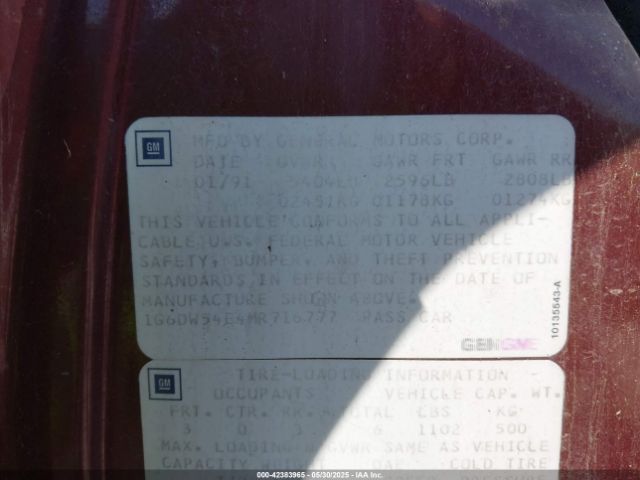 GM MFD BY GENERAL MOTORS CORP.
DATE GVWR GAWR FRT GAWR RR
01/91 5404LB 2596LB 2808LB
02451KG 01178KG 01274KG
THIS VEHICLE CONFORMS TO ALL APPLI-
CABLE U.S. FEDERAL MOTOR VEHICLE
SAFETY, BUMPER, AND THEFT PREVENTION
STANDARDS IN EFFECT ON THE DATE OF
MANUFACTURE SHOWN ABOVE.
1G6DW54E4MR716777 PASS CAR
GENGME
10135543-A
GM TIRE-LOADING INFORMATION
OCCUPANTS VEHICLE CAP. WT.
FRT. CTR. RR. TOTAL LBS KG
3 0 3 6 1102 500
MAX. LOADING GVWR SAME AS VEHICLE
CAPACITY COLD TIRE
000-42383965 - 05/30/2025 - IAAI.COM